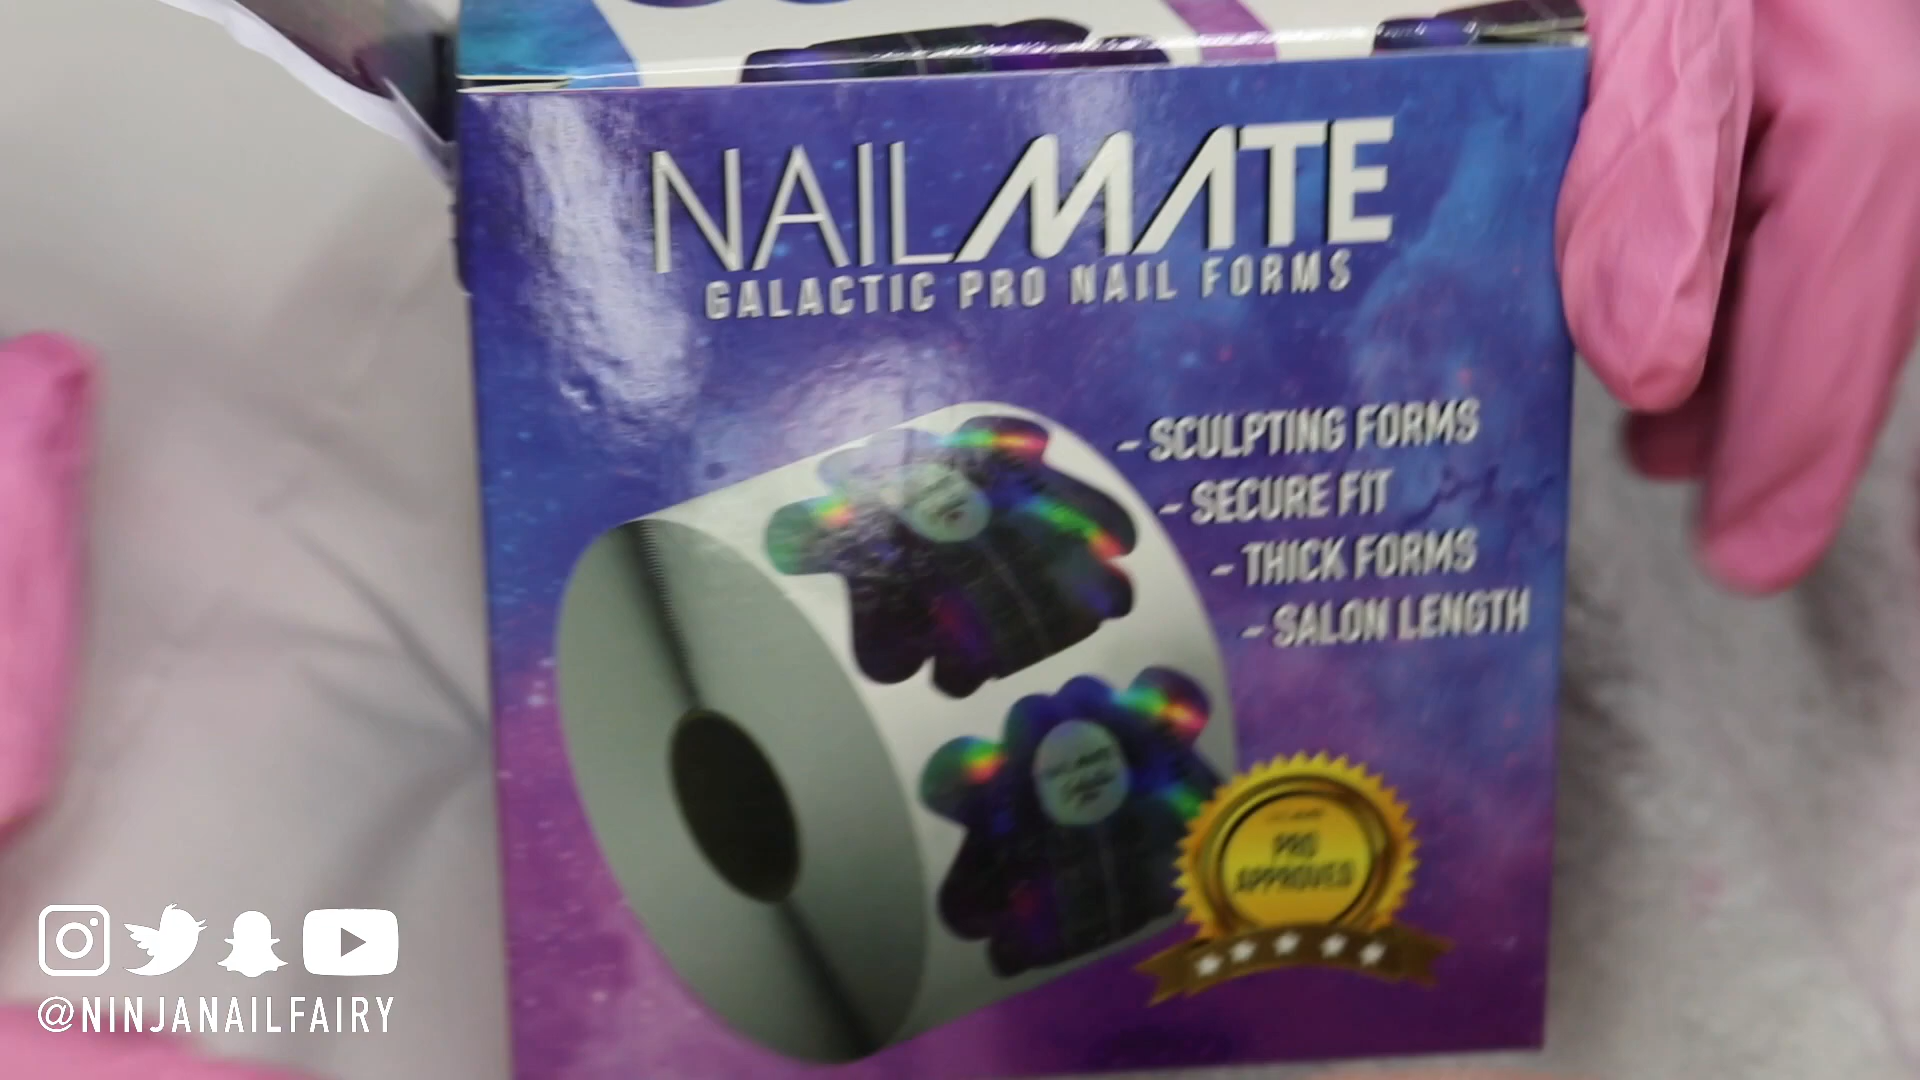 NAILMATE
GALACTIC PRO NAIL FORMS
- SCULPTING FORMS
- SECURE FIT
- THICK FORMS
- SALON LENGTH
PRO
APPROVED
@NINJANAILFAIRY